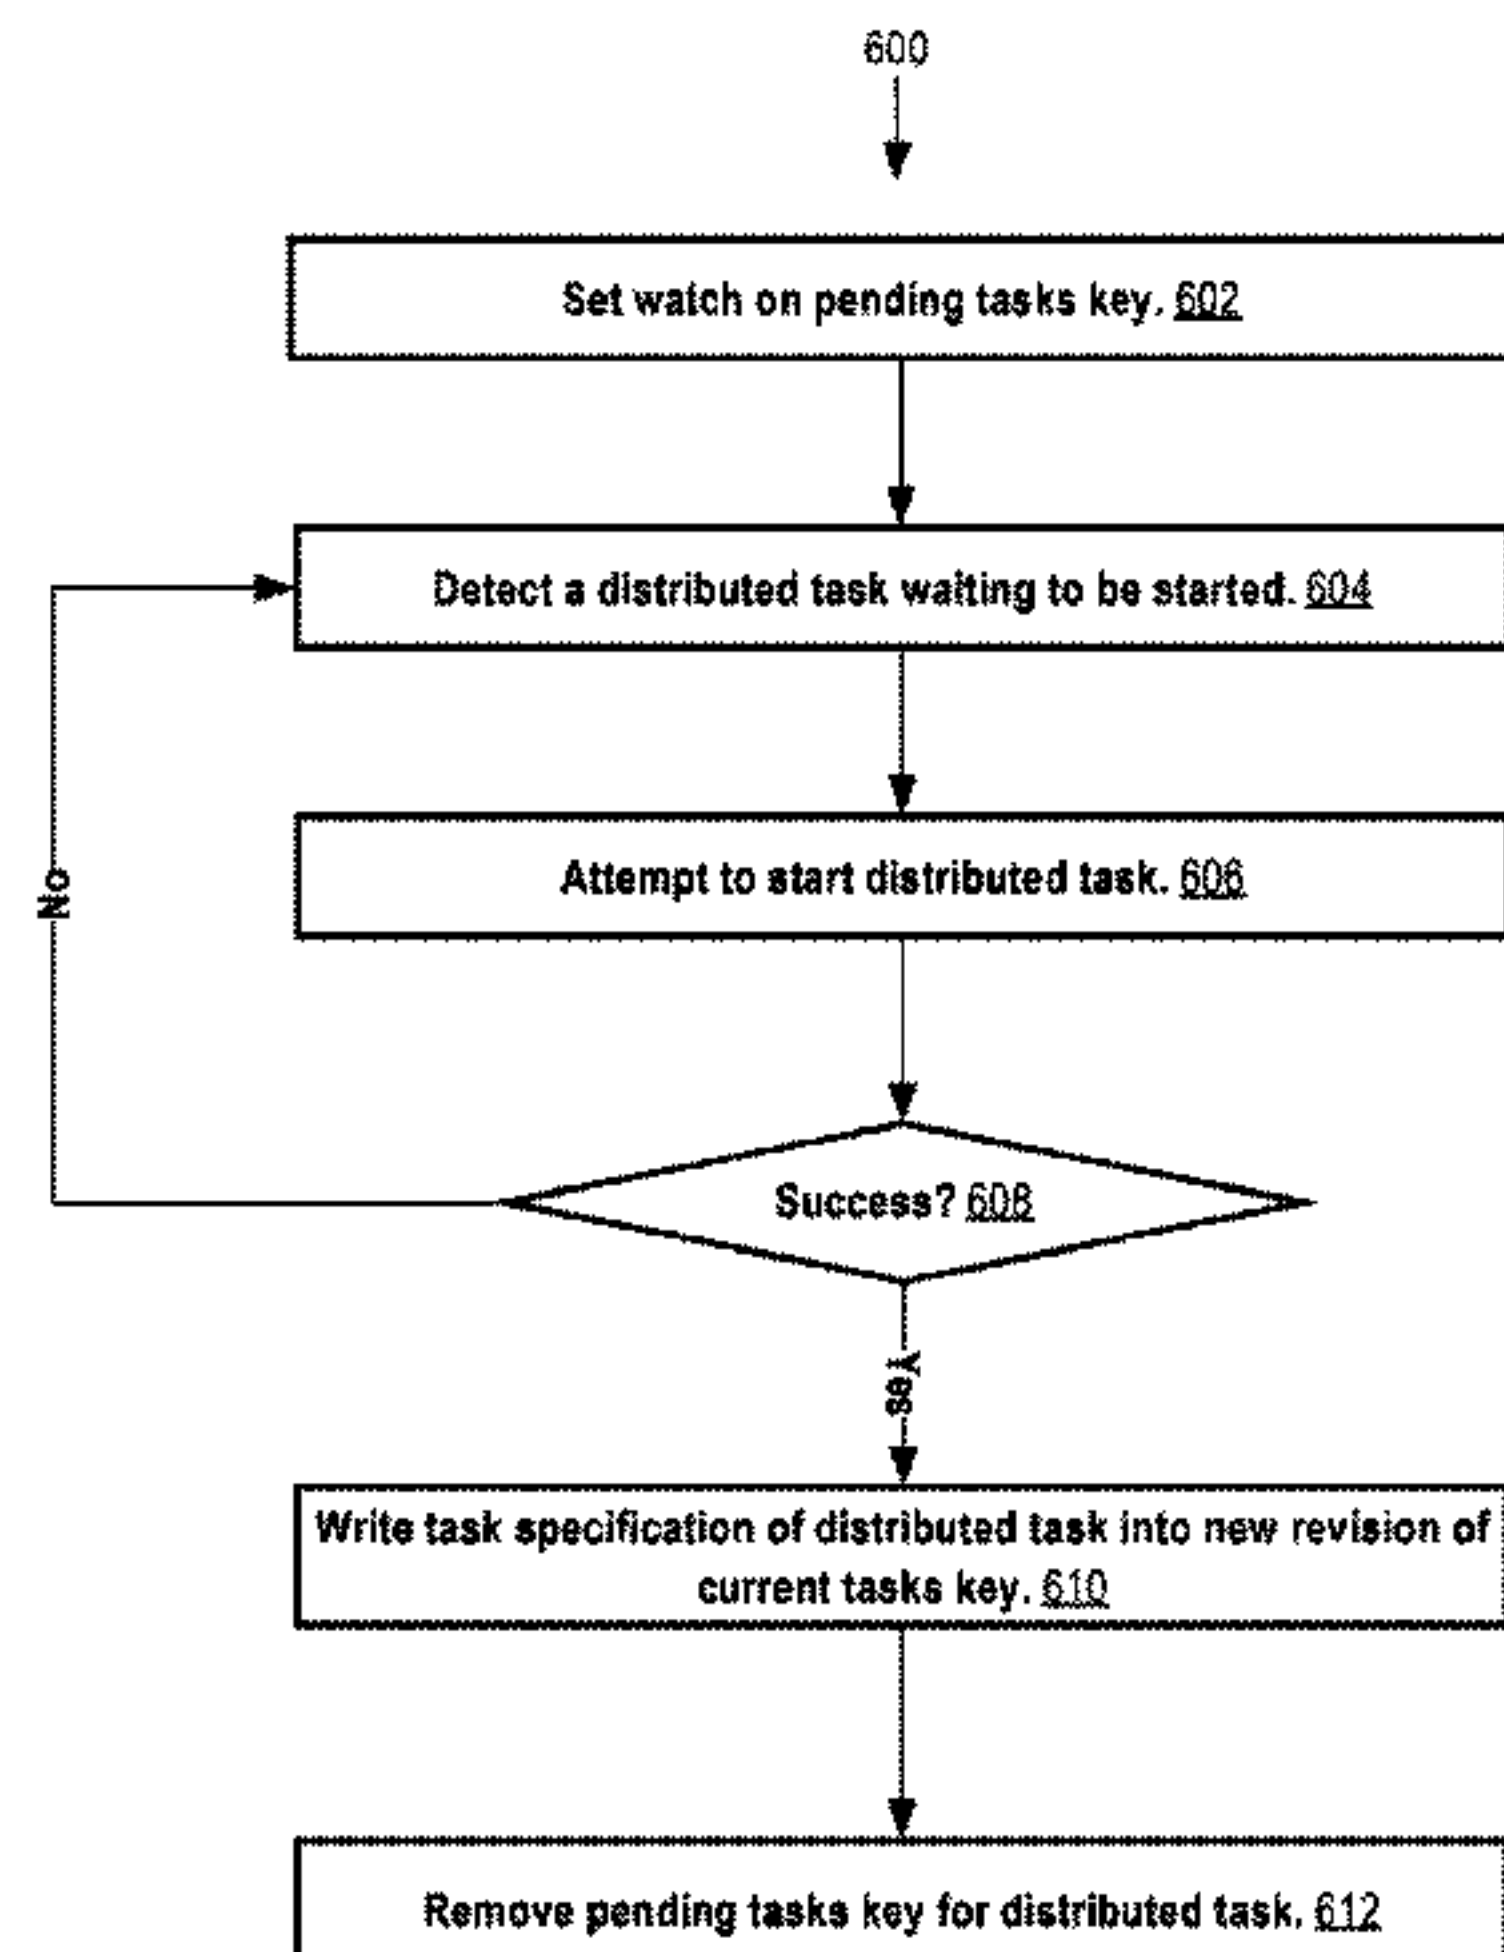 600
Set watch on pending tasks key. 602
Detect a distributed task waiting to be started. 604
Attempt to start distributed task. 606
No
Success? 608
Yes
Write task specification of distributed task into new revision of
current tasks key. 610
Remove pending tasks key for distributed task. 612